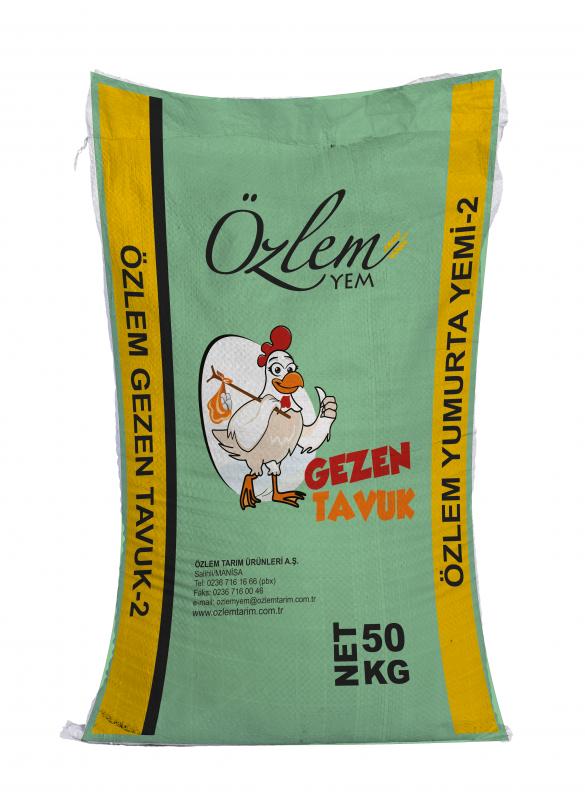 Özlem
YEM
ÖZLEM GEZEN TAVUK-2
ÖZLEM YUMURTA YEMİ-2
GEZEN
TAVUK
ÖZLEM TARIM ÜRÜNLERİ A.Ş.
Salihli/MANİSA
Tel: 0236 716 16 66 (pbx)
Faks: 0236 716 00 46
e-mail: ozlemyem@ozlemtarim.com.tr
www.ozlemtarim.com.tr
NET 50 KG